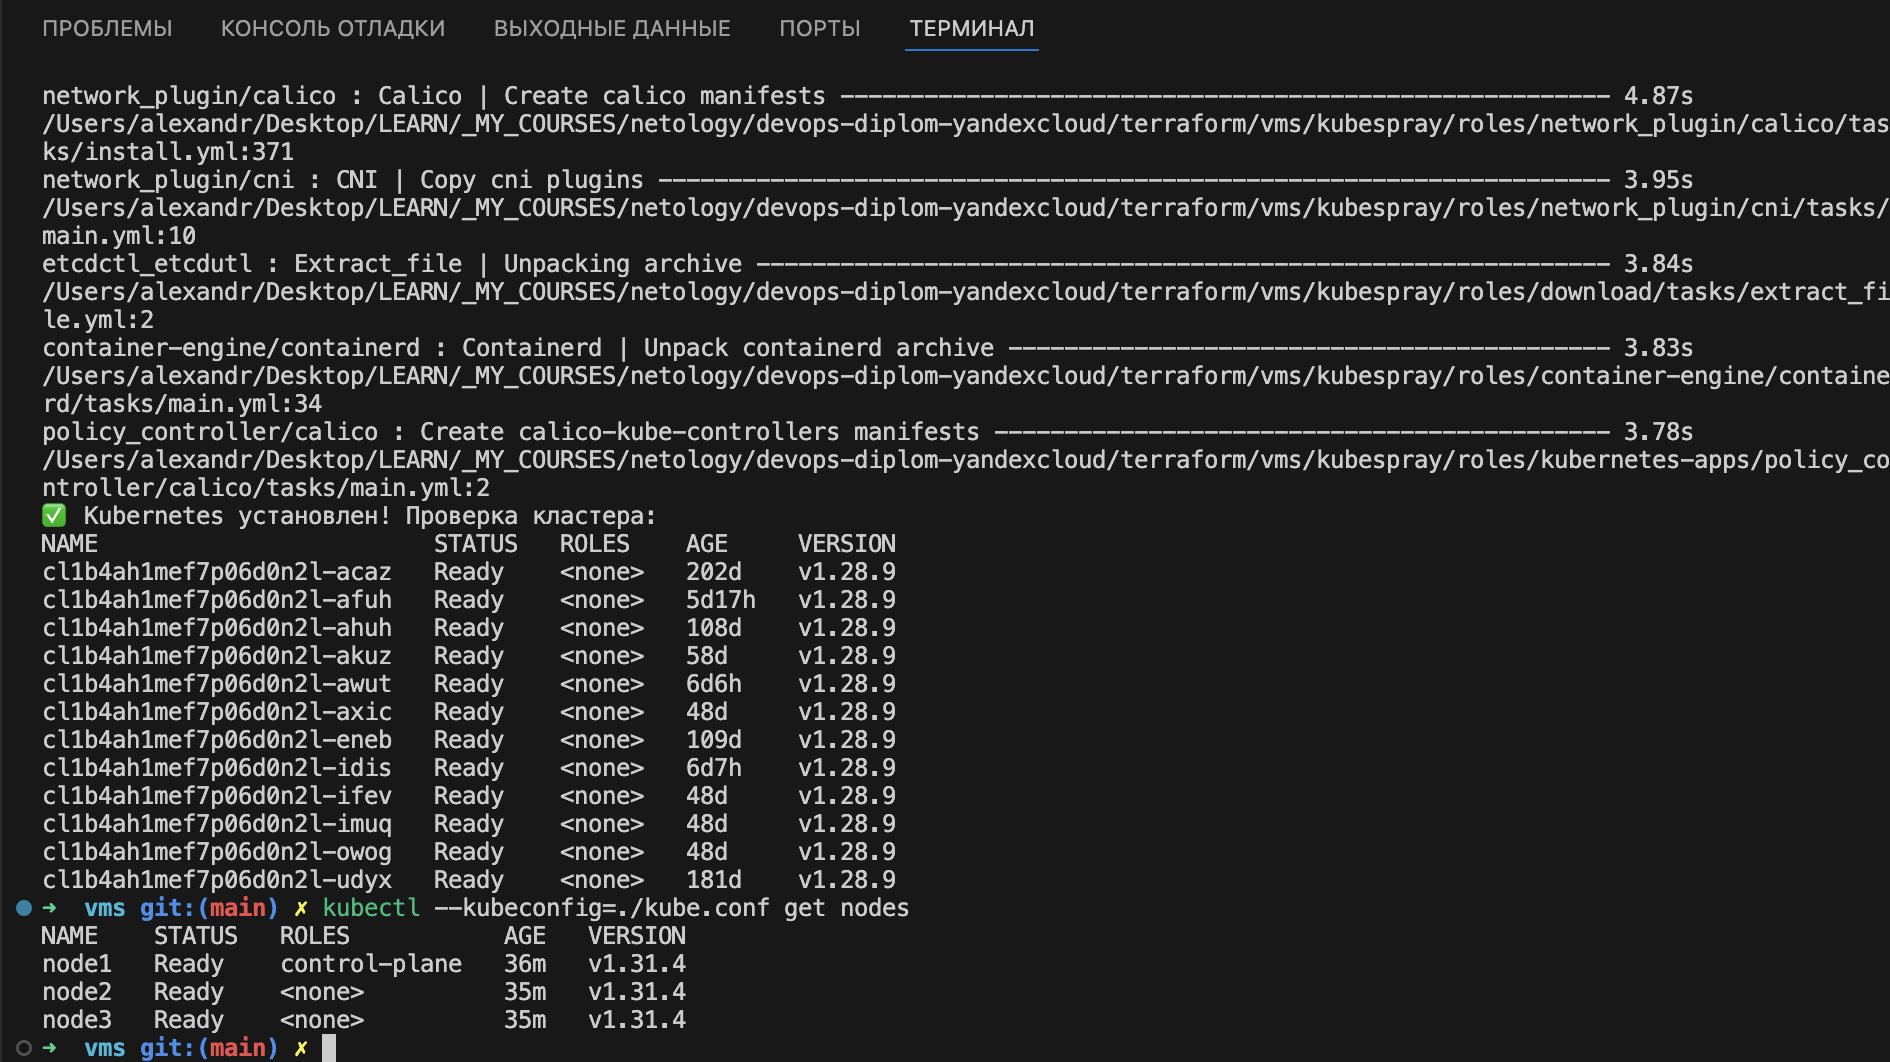 ПРОБЛЕМЫ КОНСОЛЬ ОТЛАДКИ ВЫХОДНЫЕ ДАННЫЕ ПОРТЫ ТЕРМИНАЛ
network_plugin/calico : Calico | Create calico manifests ------------------------------------------------------- 4.87s
/Users/alexandr/Desktop/LEARN/_MY_COURSES/netology/devops-diplom-yandexcloud/terraform/vms/kubespray/roles/network_plugin/calico/tas
ks/install.yml:371
network_plugin/cni : CNI | Copy cni plugins -------------------------------------------------------------------- 3.95s
/Users/alexandr/Desktop/LEARN/_MY_COURSES/netology/devops-diplom-yandexcloud/terraform/vms/kubespray/roles/network_plugin/cni/tasks/
main.yml:10
etcdctl_etcdutl : Extract_file | Unpacking archive ------------------------------------------------------------- 3.84s
/Users/alexandr/Desktop/LEARN/_MY_COURSES/netology/devops-diplom-yandexcloud/terraform/vms/kubespray/roles/download/tasks/extract_fi
le.yml:2
container-engine/containerd : Containerd | Unpack containerd archive ------------------------------------------- 3.83s
/Users/alexandr/Desktop/LEARN/_MY_COURSES/netology/devops-diplom-yandexcloud/terraform/vms/kubespray/roles/container-engine/containe
rd/tasks/main.yml:34
policy_controller/calico : Create calico-kube-controllers manifests -------------------------------------------- 3.78s
/Users/alexandr/Desktop/LEARN/_MY_COURSES/netology/devops-diplom-yandexcloud/terraform/vms/kubespray/roles/kubernetes-apps/policy_co
ntroller/calico/tasks/main.yml:2
✅ Kubernetes установлен! Проверка кластера:
NAME STATUS ROLES AGE VERSION
cl1b4ah1mef7p06d0n2l-acaz Ready <none> 202d v1.28.9
cl1b4ah1mef7p06d0n2l-afuh Ready <none> 5d17h v1.28.9
cl1b4ah1mef7p06d0n2l-ahuh Ready <none> 108d v1.28.9
cl1b4ah1mef7p06d0n2l-akuz Ready <none> 58d v1.28.9
cl1b4ah1mef7p06d0n2l-awut Ready <none> 6d6h v1.28.9
cl1b4ah1mef7p06d0n2l-axic Ready <none> 48d v1.28.9
cl1b4ah1mef7p06d0n2l-eneb Ready <none> 109d v1.28.9
cl1b4ah1mef7p06d0n2l-idis Ready <none> 6d7h v1.28.9
cl1b4ah1mef7p06d0n2l-ifev Ready <none> 48d v1.28.9
cl1b4ah1mef7p06d0n2l-imuq Ready <none> 48d v1.28.9
cl1b4ah1mef7p06d0n2l-owog Ready <none> 48d v1.28.9
cl1b4ah1mef7p06d0n2l-udyx Ready <none> 181d v1.28.9
➜ vms git:(main) ✗ kubectl --kubeconfig=./kube.conf get nodes
NAME STATUS ROLES AGE VERSION
node1 Ready control-plane 36m v1.31.4
node2 Ready <none> 35m v1.31.4
node3 Ready <none> 35m v1.31.4
➜ vms git:(main) ✗